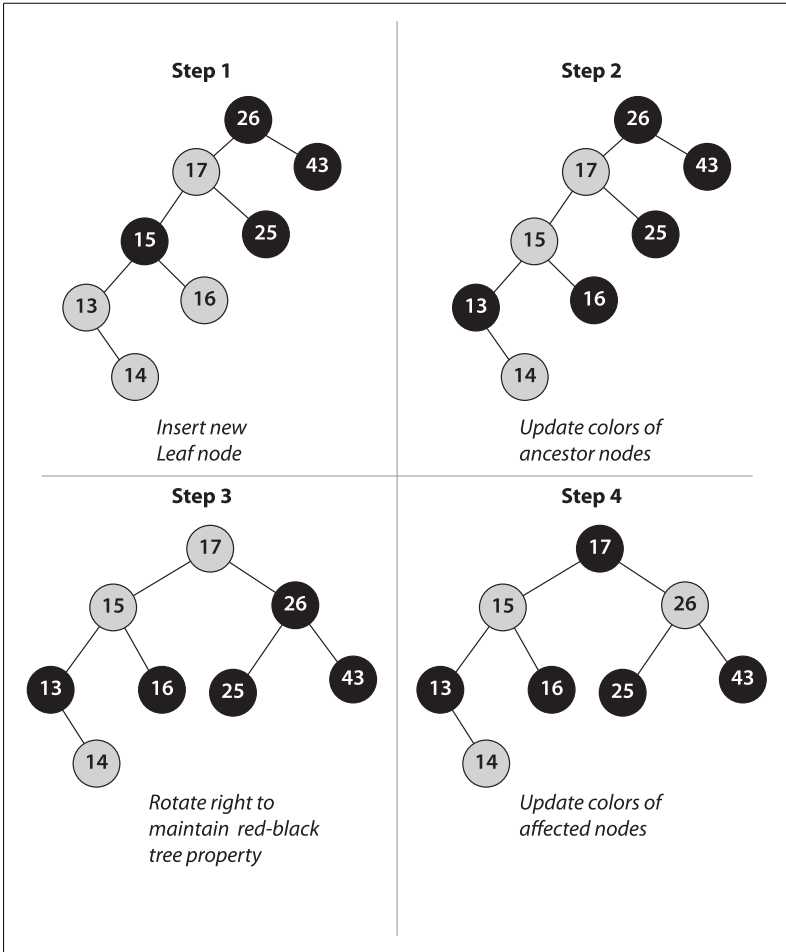 Step 1
26
17
43
15
25
13
16
14
Insert new
Leaf node
Step 2
26
17
43
15
25
13
16
14
Update colors of
ancestor nodes
Step 3
17
15
26
13
16
25
43
14
Rotate right to
maintain red-black
tree property
Step 4
17
15
26
13
16
25
43
14
Update colors of
affected nodes